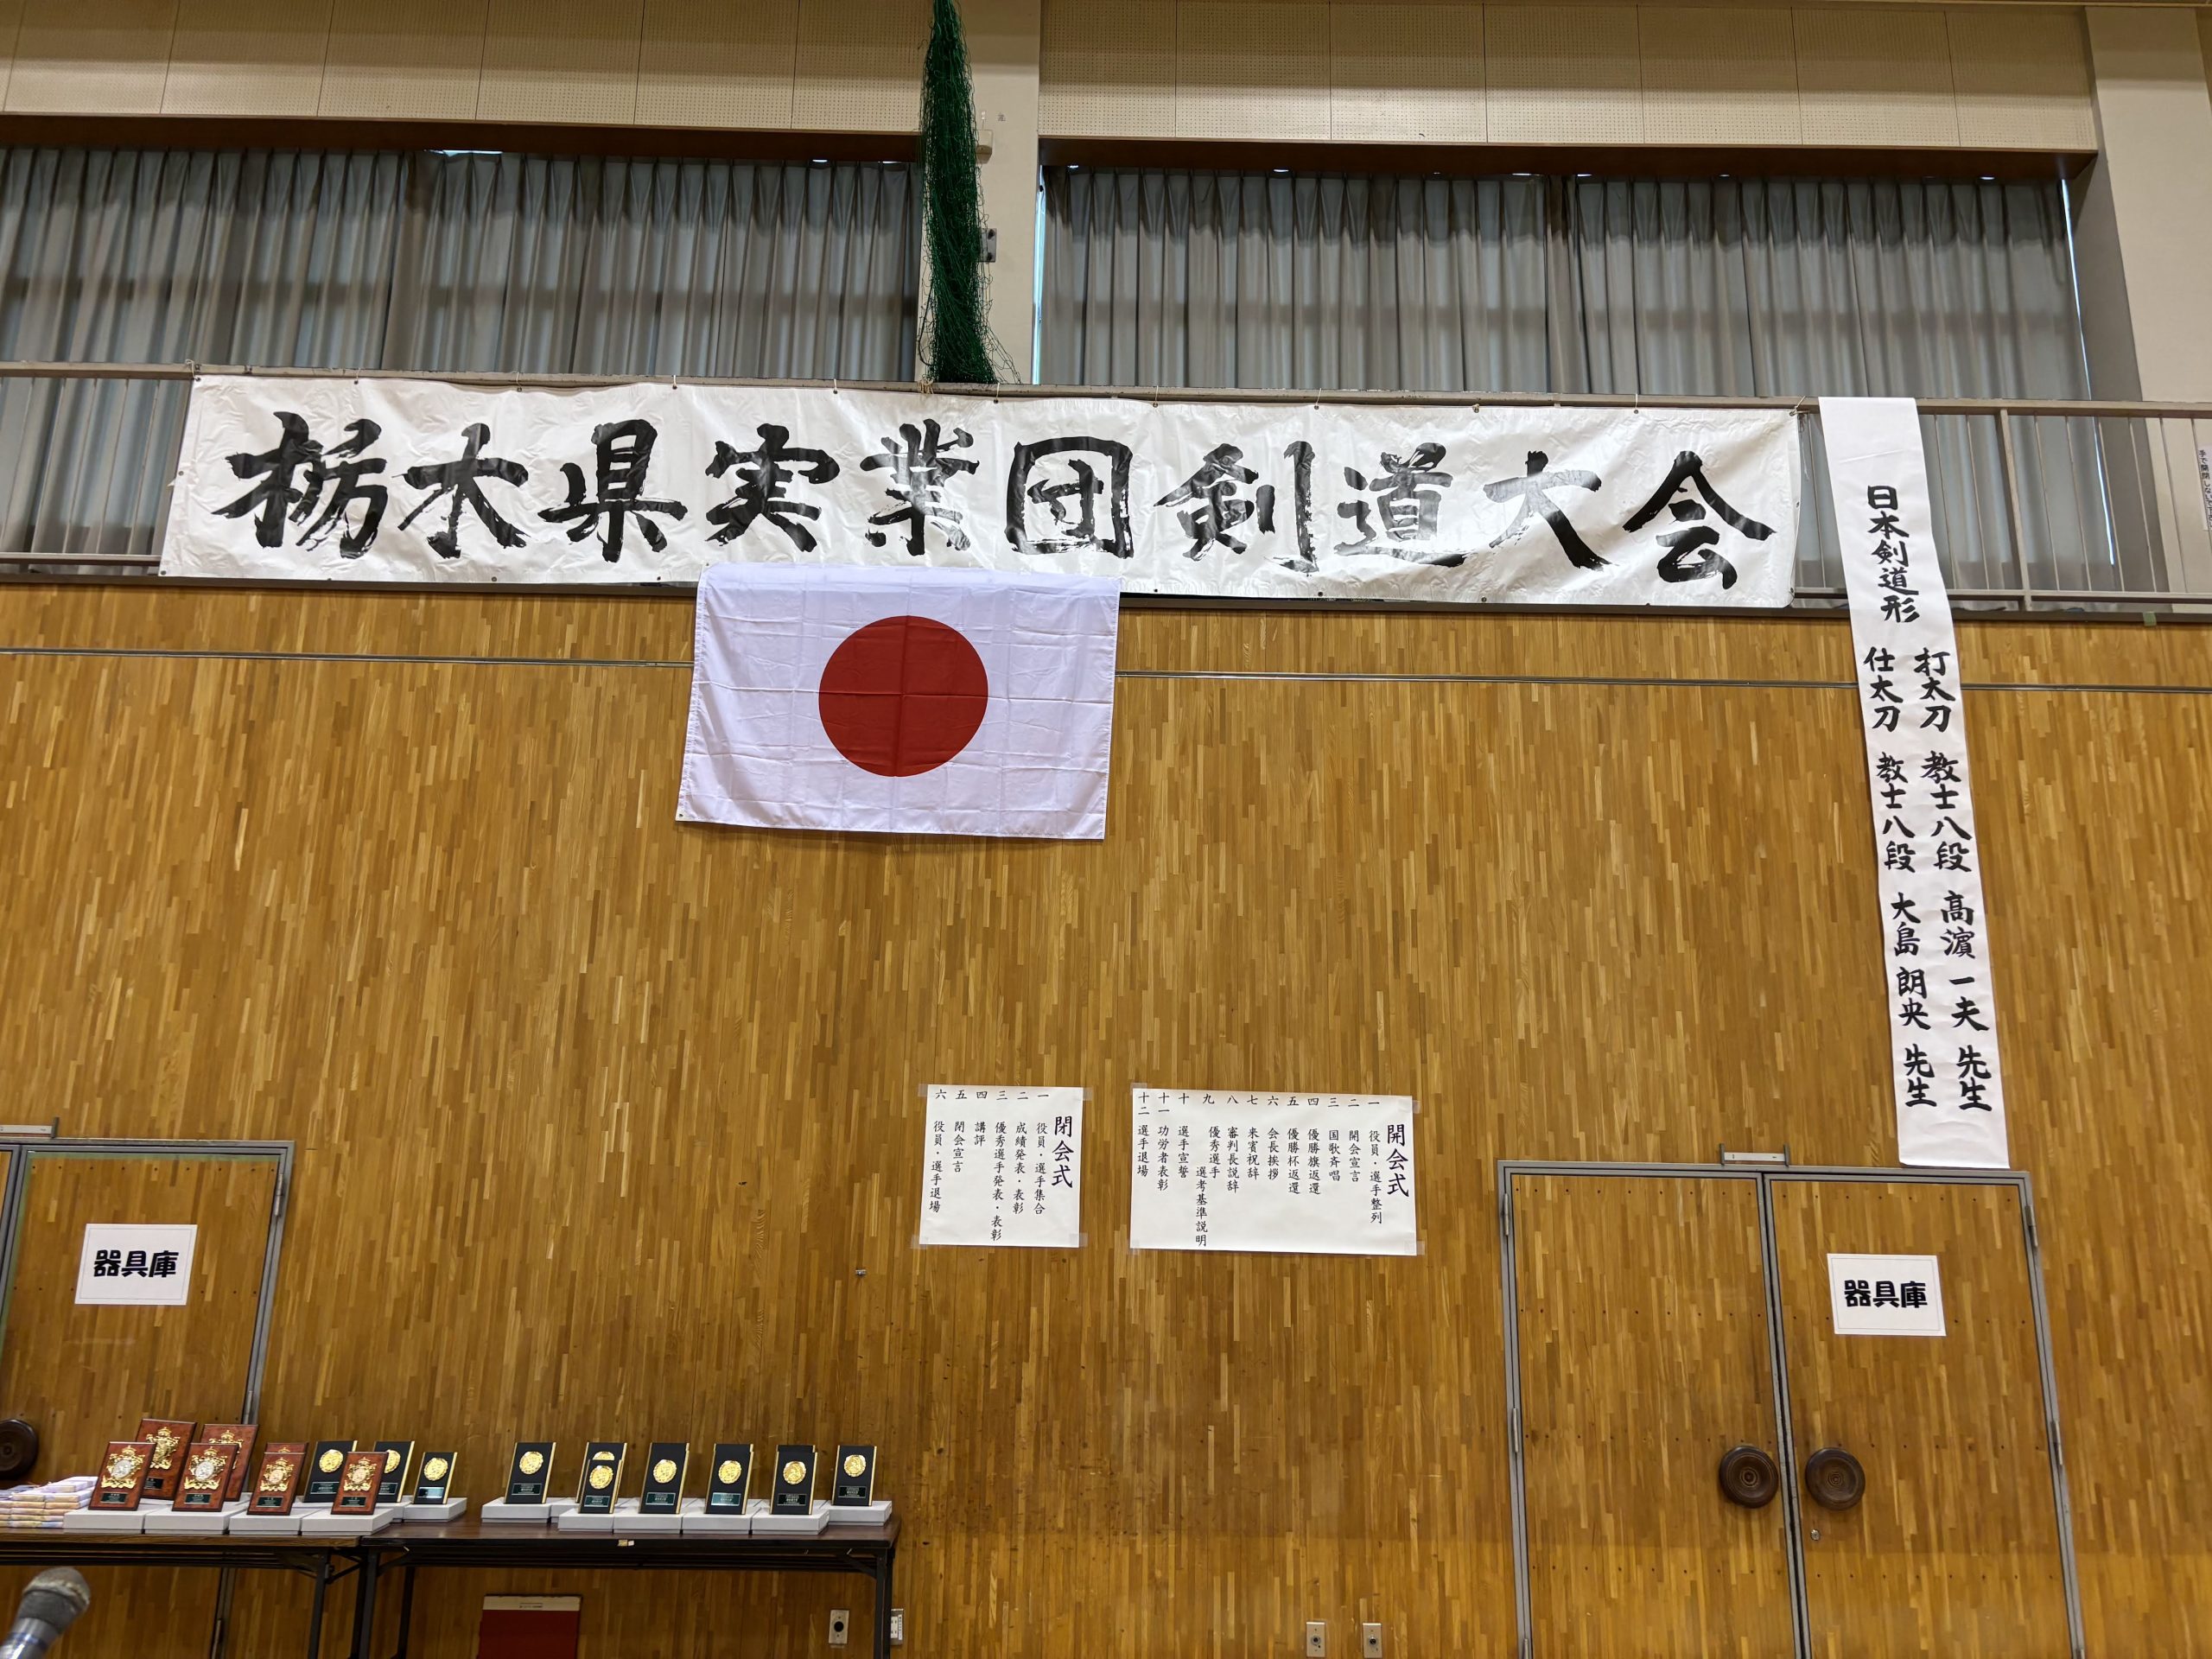 栃木県実業団剣道大会
日本剣道形
打太刀 教士八段 高濵 一夫 先生
仕太刀 教士八段 大島 朗央 先生
開会式
一 役員・選手整列
二 開会宣言
三 国歌斉唱
四 優勝旗返還
五 優勝杯返還
六 会長挨拶
七 来賓祝辞
八 審判長説辞
九 優秀選手 選考基準説明
十 選手宣誓
十一 功労者表彰
十二 選手退場
閉会式
一 役員・選手集合
二 成績発表・表彰
三 優秀選手発表・表彰
四 講評
五 閉会宣言
六 役員・選手退場
器具庫
器具庫